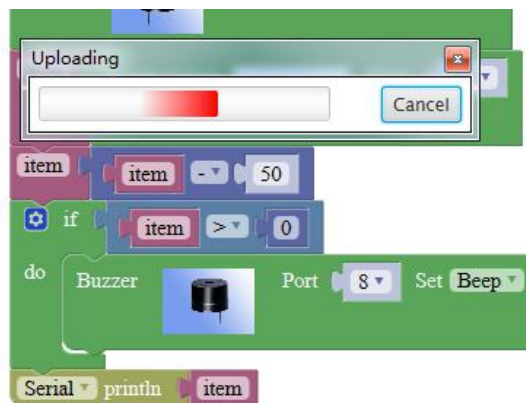 Uploading
Cancel
item item - 50
if item > 0
do Buzzer Port 8 Set Beep
Serial println item